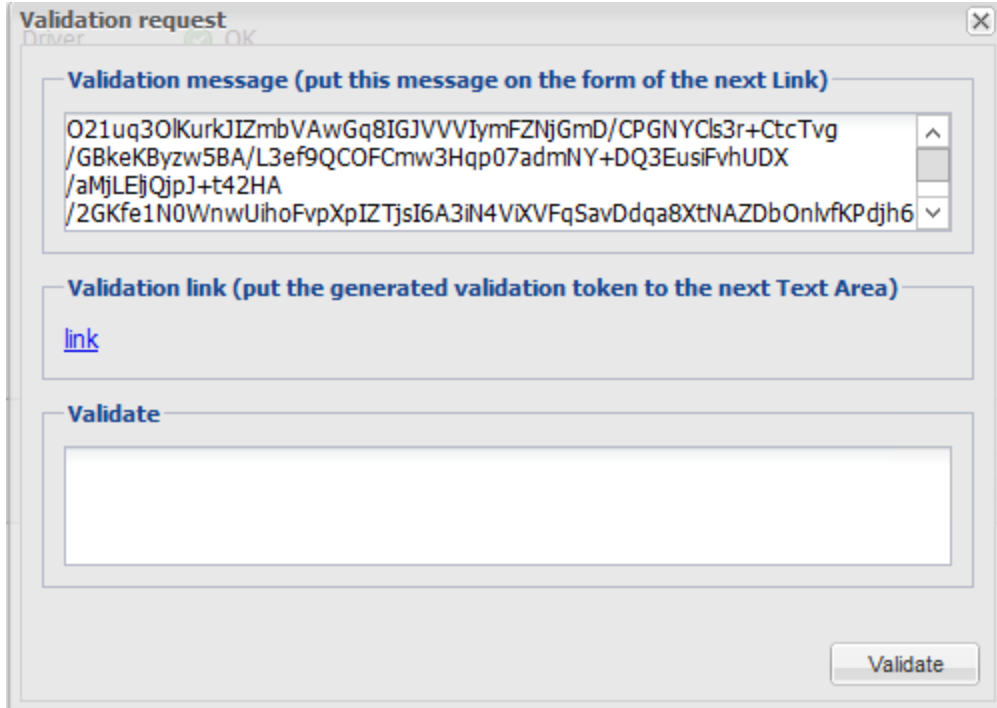 Validation request
Driver OK
Validation message (put this message on the form of the next Link)
O21uq3OlKurkJIZmbVAwGq8IGJVVVIymFZNjGmD/CPGNYCls3r+CtcTvg
/GBkeKByzw5BA/L3ef9QCOFCmw3Hqp07admNY+DQ3EusiFvhUDX
/aMjLEljQjpJ+t42HA
/2GKfe1N0WnwUihoFvpXpIZTjsI6A3iN4ViXVFqSavDdqa8XtNAZDbOnlvfKPdjh6
Validation link (put the generated validation token to the next Text Area)
link
Validate
Validate